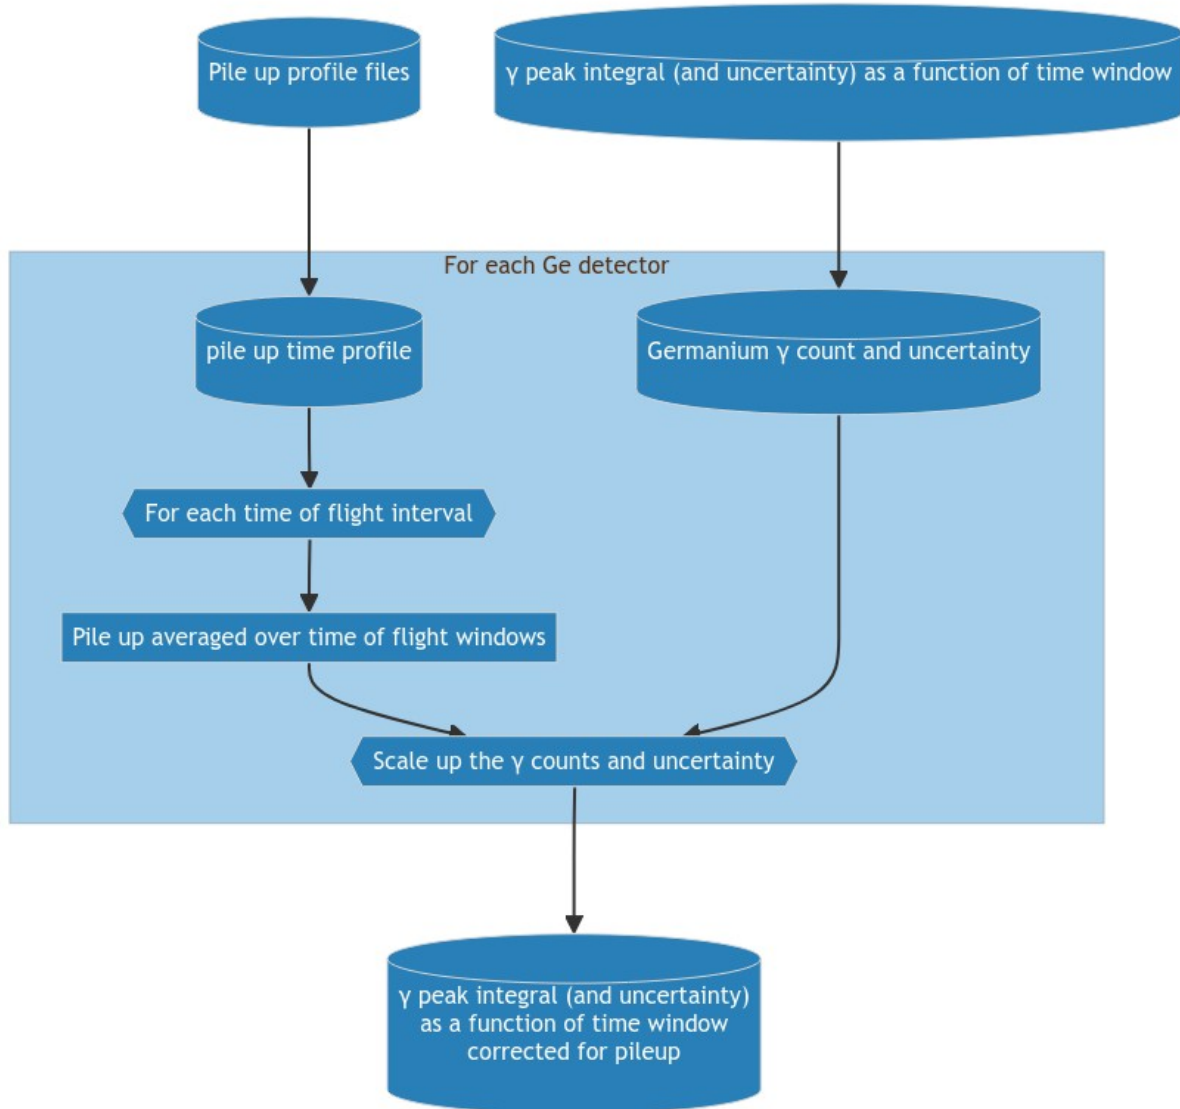 Pile up profile files
γ peak integral (and uncertainty) as a function of time window
For each Ge detector
pile up time profile
Germanium γ count and uncertainty
For each time of flight interval
Pile up averaged over time of flight windows
Scale up the γ counts and uncertainty
γ peak integral (and uncertainty)
as a function of time window
corrected for pileup